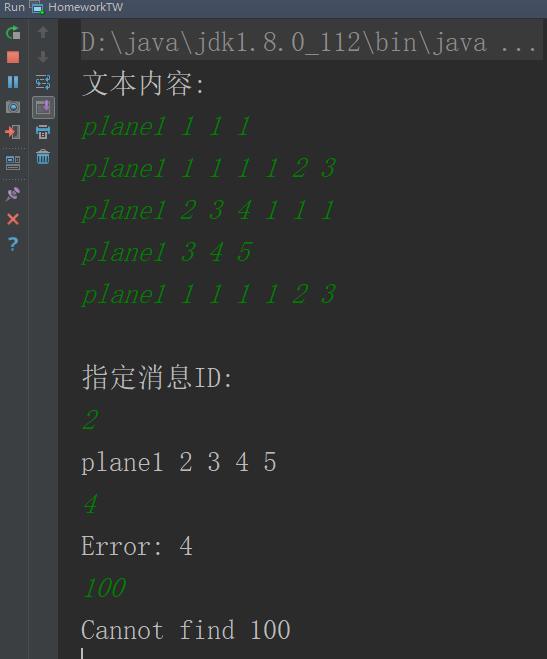 Run HomeworkTW
D:\java\jdk1.8.0_112\bin\java ...
文本内容:
plane1 1 1 1
plane1 1 1 1 1 2 3
plane1 2 3 4 1 1 1
plane1 3 4 5
plane1 1 1 1 1 2 3
指定消息ID:
2
plane1 2 3 4 5
4
Error: 4
100
Cannot find 100